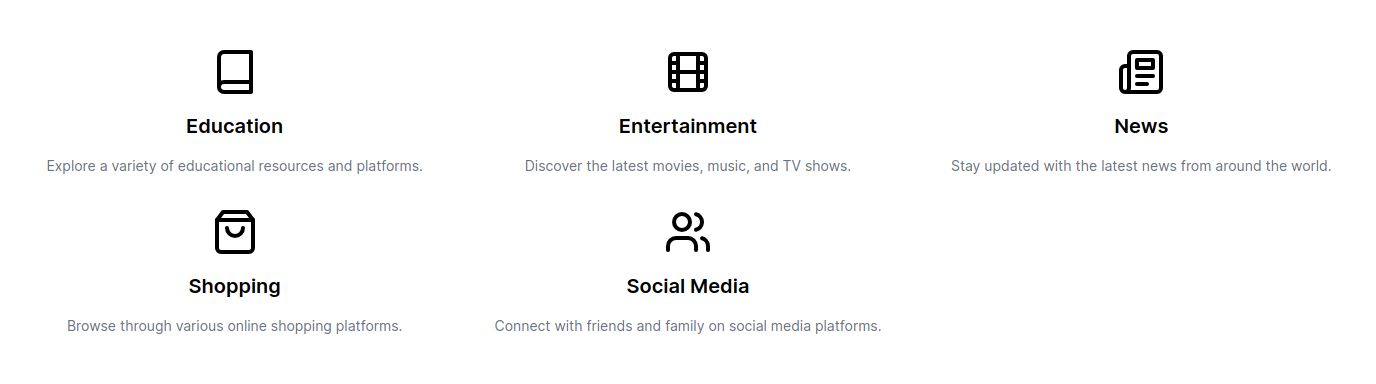 Education
Explore a variety of educational resources and platforms.
Entertainment
Discover the latest movies, music, and TV shows.
News
Stay updated with the latest news from around the world.
Shopping
Browse through various online shopping platforms.
Social Media
Connect with friends and family on social media platforms.